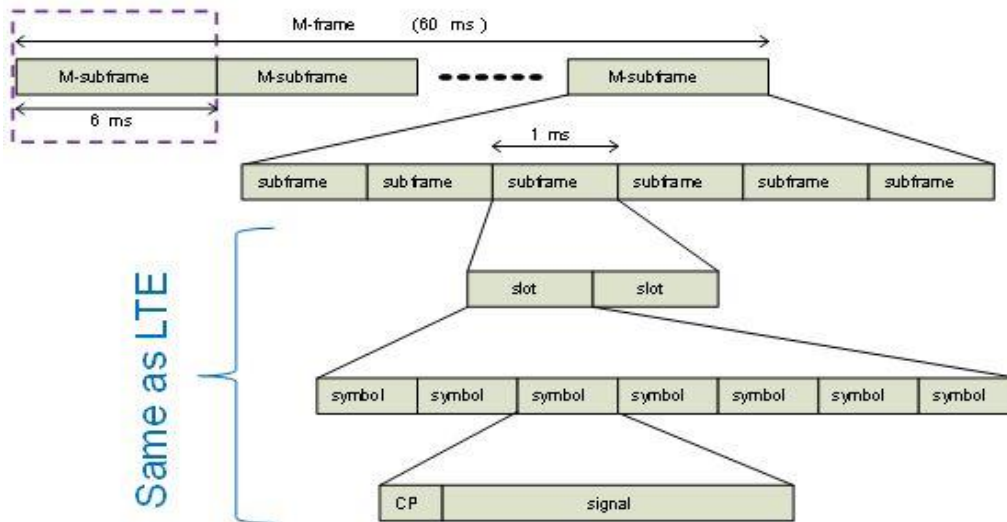 M-frame (60 ms)
M-subframe M-subframe M-subframe
6 ms
1 ms
subframe subframe subframe subframe subframe subframe
slot slot
symbol symbol symbol symbol symbol symbol symbol
CP signal
Same as LTE